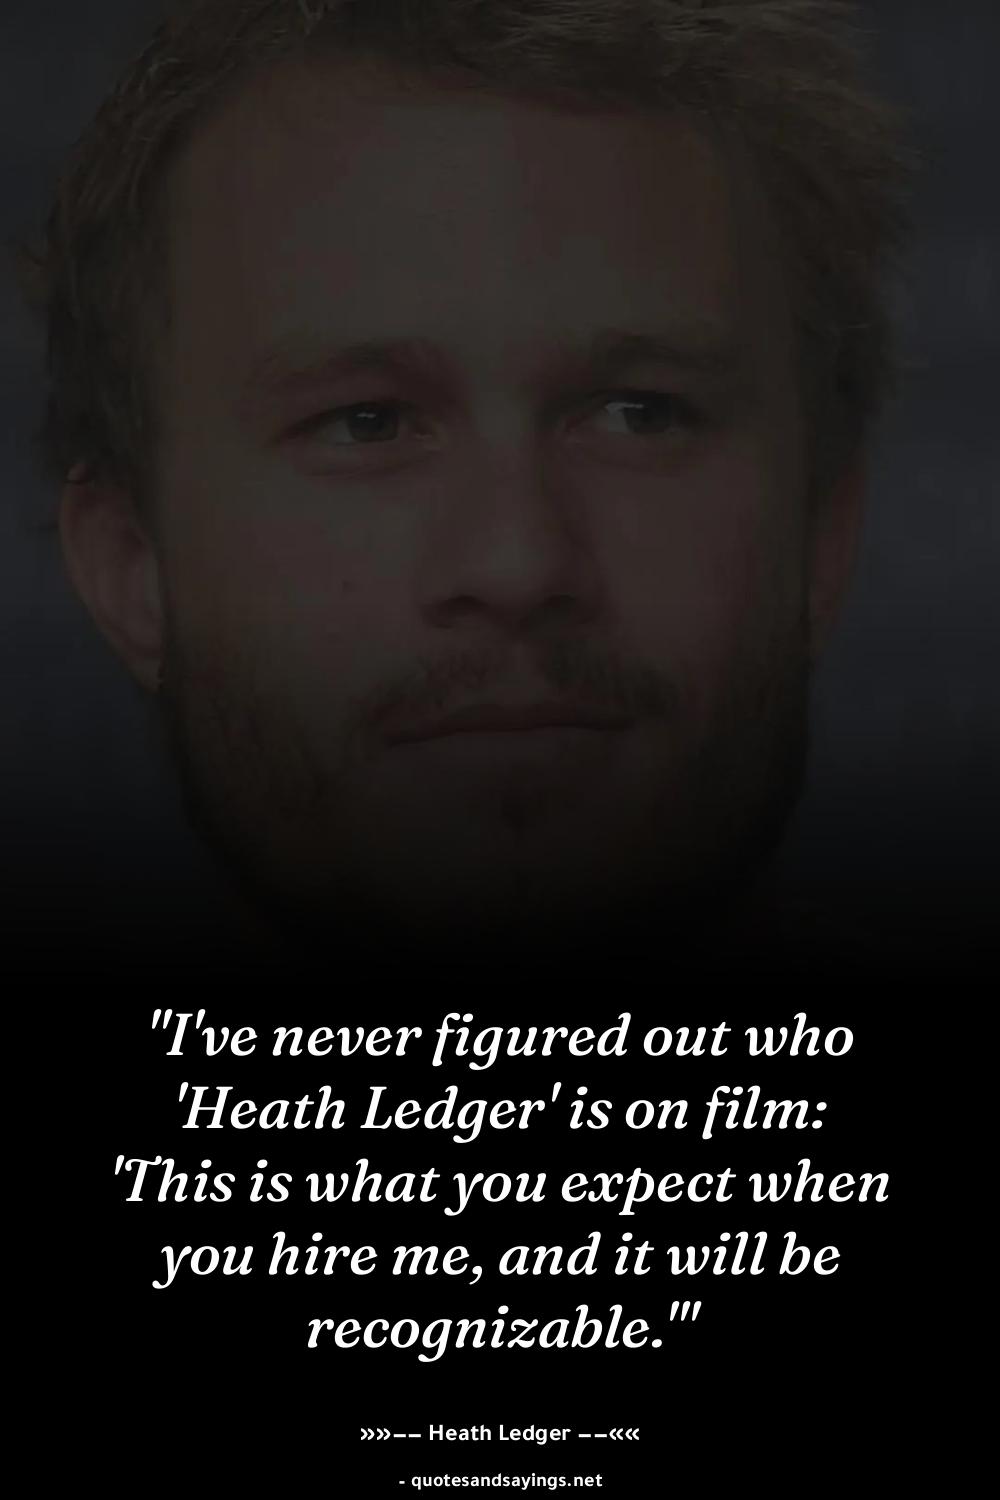 "I've never figured out who
'Heath Ledger' is on film:
'This is what you expect when
you hire me, and it will be
recognizable.'"
»»−− Heath Ledger −−««
- quotesandsayings.net